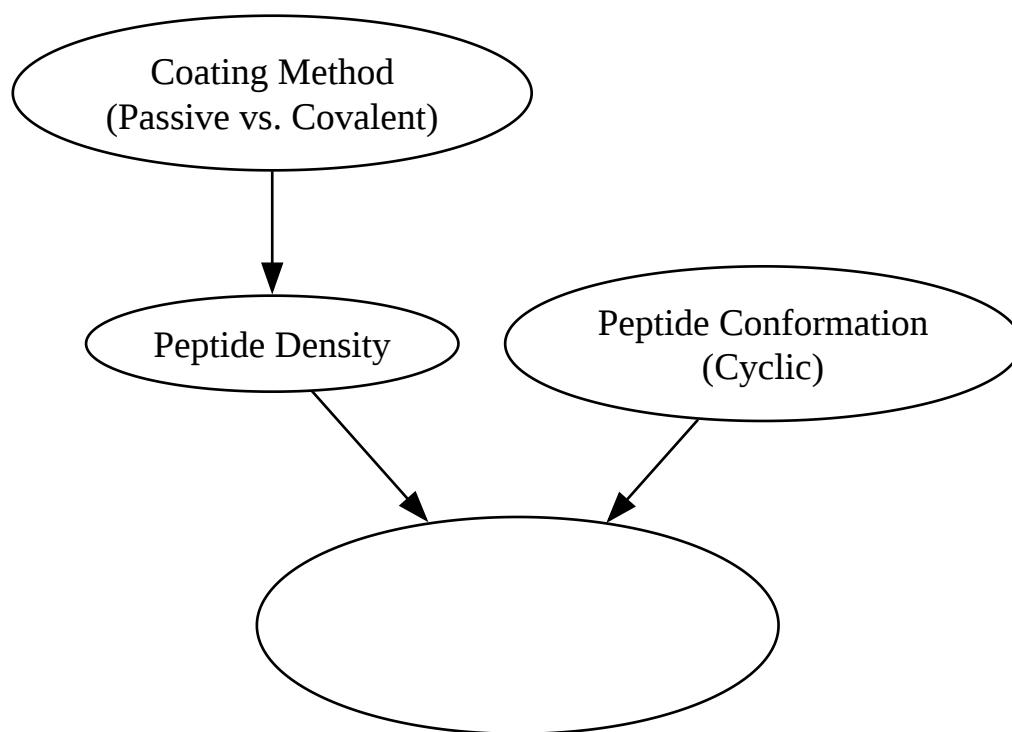 Coating Method
(Passive vs. Covalent)
Peptide Density
Peptide Conformation
(Cyclic)